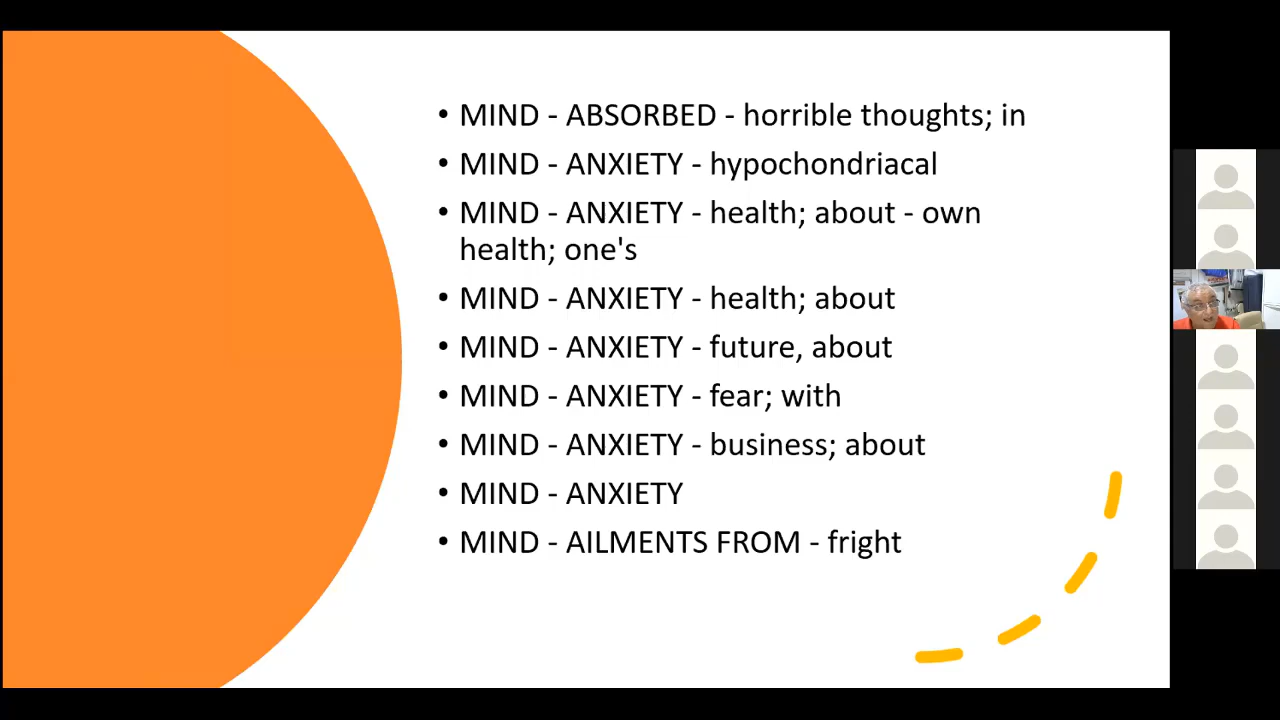 • MIND - ABSORBED - horrible thoughts; in
• MIND - ANXIETY - hypochondriacal
• MIND - ANXIETY - health; about - own
health; one's
• MIND - ANXIETY - health; about
• MIND - ANXIETY - future, about
• MIND - ANXIETY - fear; with
• MIND - ANXIETY - business; about
• MIND - ANXIETY
• MIND - AILMENTS FROM - fright